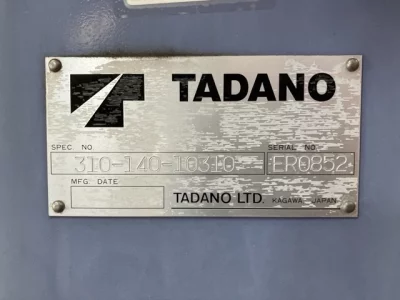 TADANO
SPEC NO. SERIAL NO.
310-140-10310 ER0852
MFG DATE
TADANO LTD. KAGAWA JAPAN